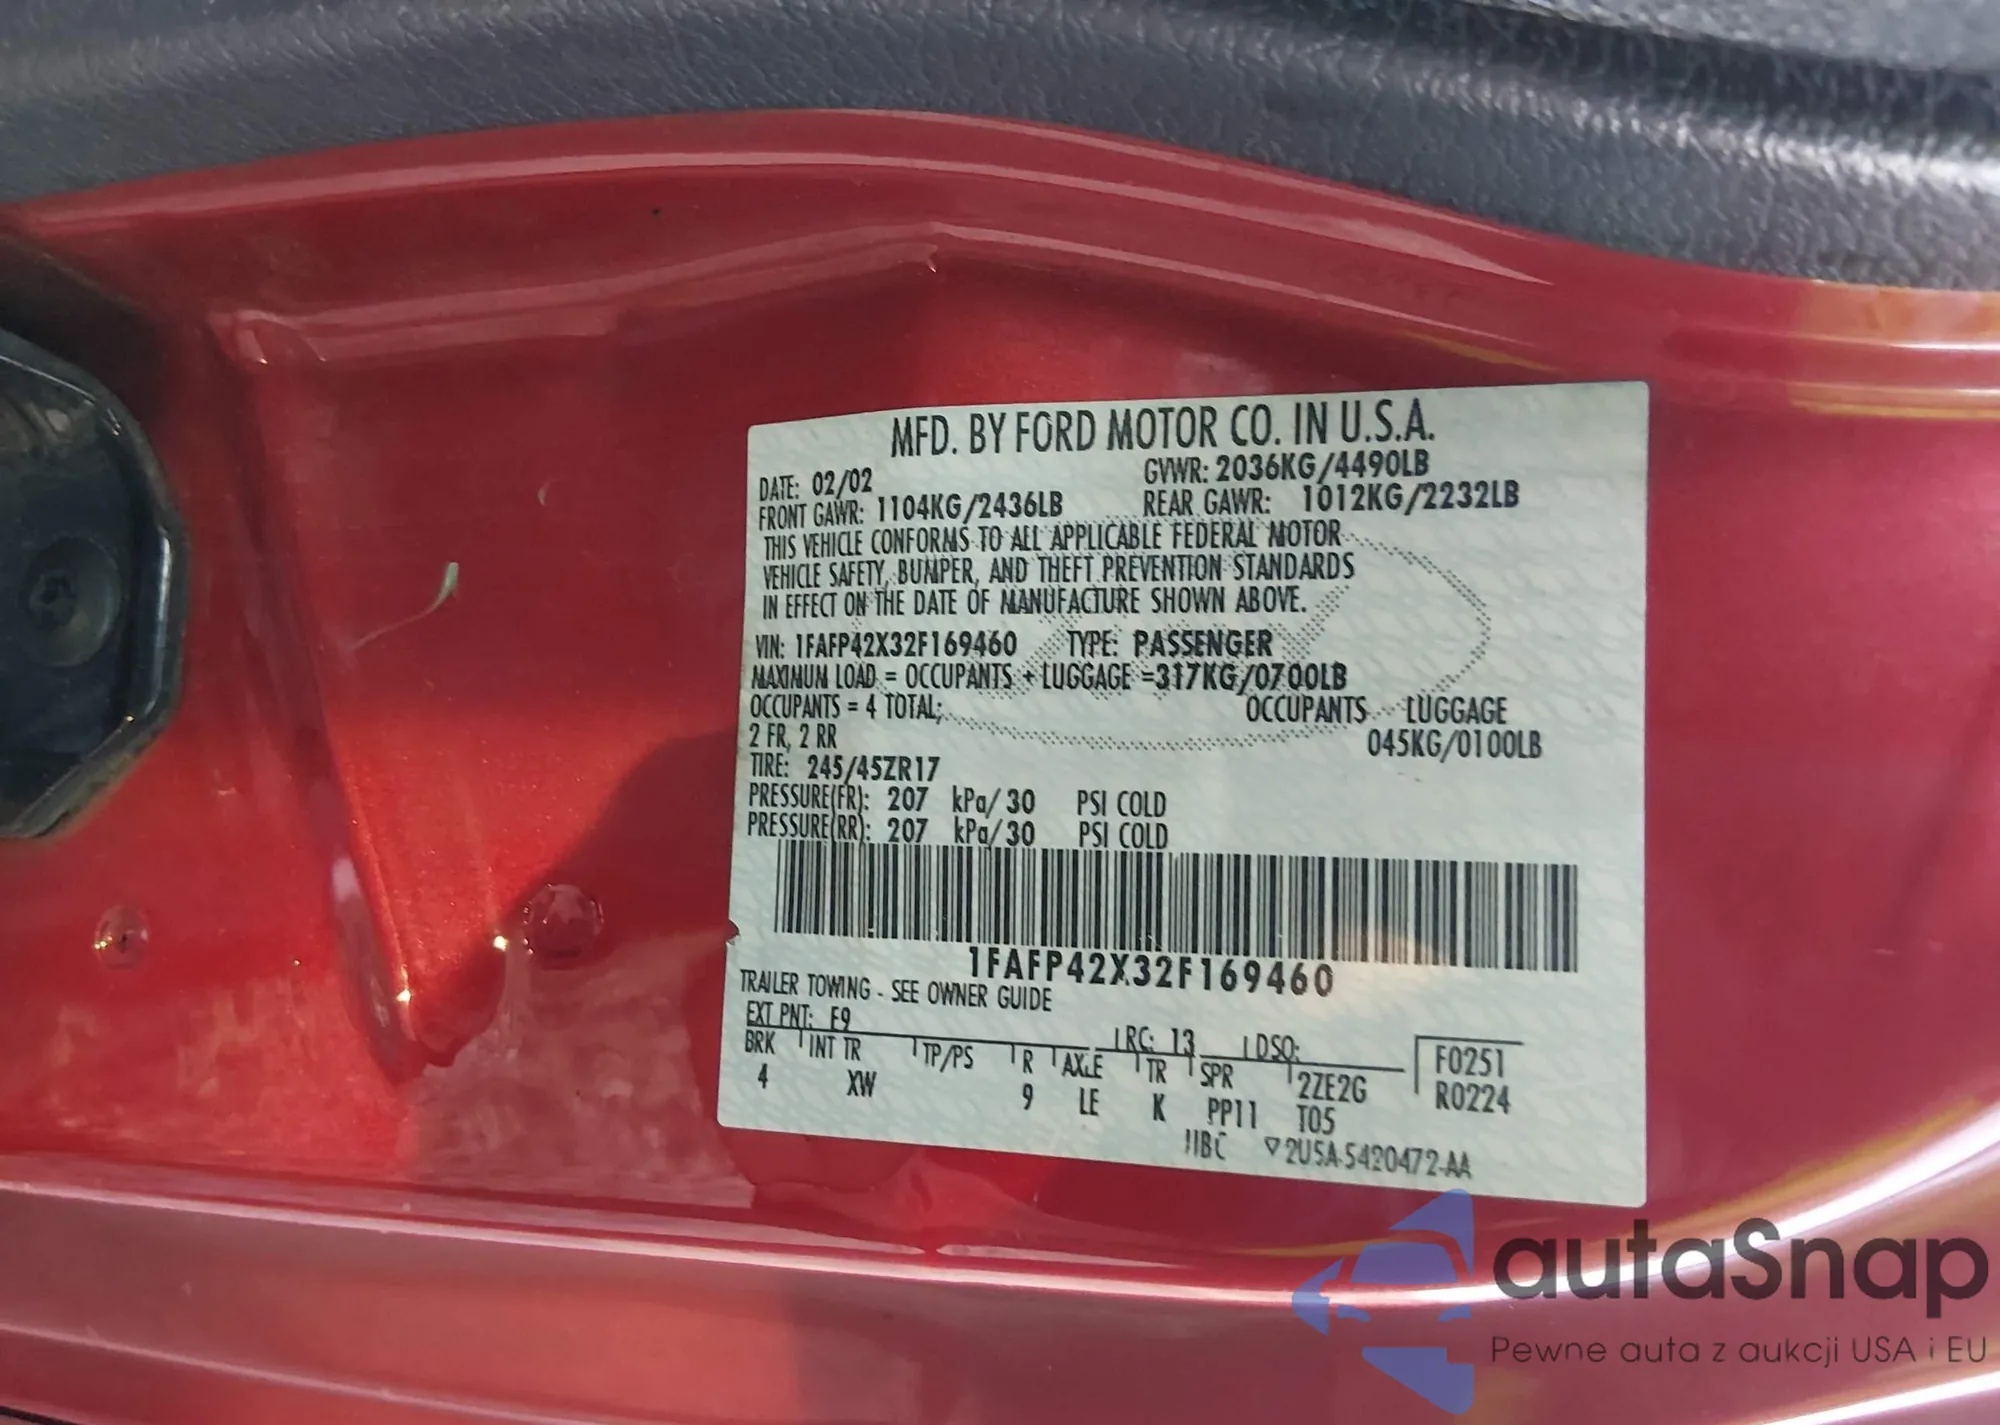 MFD. BY FORD MOTOR CO. IN U.S.A.
DATE: 02/02 GVWR: 2036KG/4490LB
FRONT GAWR: 1104KG/2436LB REAR GAWR: 1012KG/2232LB
THIS VEHICLE CONFORMS TO ALL APPLICABLE FEDERAL MOTOR
VEHICLE SAFETY, BUMPER, AND THEFT PREVENTION STANDARDS
IN EFFECT ON THE DATE OF MANUFACTURE SHOWN ABOVE.
VIN: 1FAFP42X32F169460 TYPE: PASSENGER
MAXIMUM LOAD = OCCUPANTS + LUGGAGE =317KG/0700LB
OCCUPANTS = 4 TOTAL; OCCUPANTS LUGGAGE
2 FR, 2 RR 045KG/0100LB
TIRE: 245/45ZR17
PRESSURE(FR): 207 kPa/ 30 PSI COLD
PRESSURE(RR): 207 kPa/ 30 PSI COLD
1FAFP42X32F169460
TRAILER TOWING - SEE OWNER GUIDE
EXT PNT: E9 RC: 13 DSO: F0251
BRK INT TR TP/PS R AXLE TR SPR 2ZE2G R0224
4 XW 9 LE K PP11 T05
IIBC ▽2U5A-5420472-AA
autaSnap
Pewne auta z aukcji USA i EU